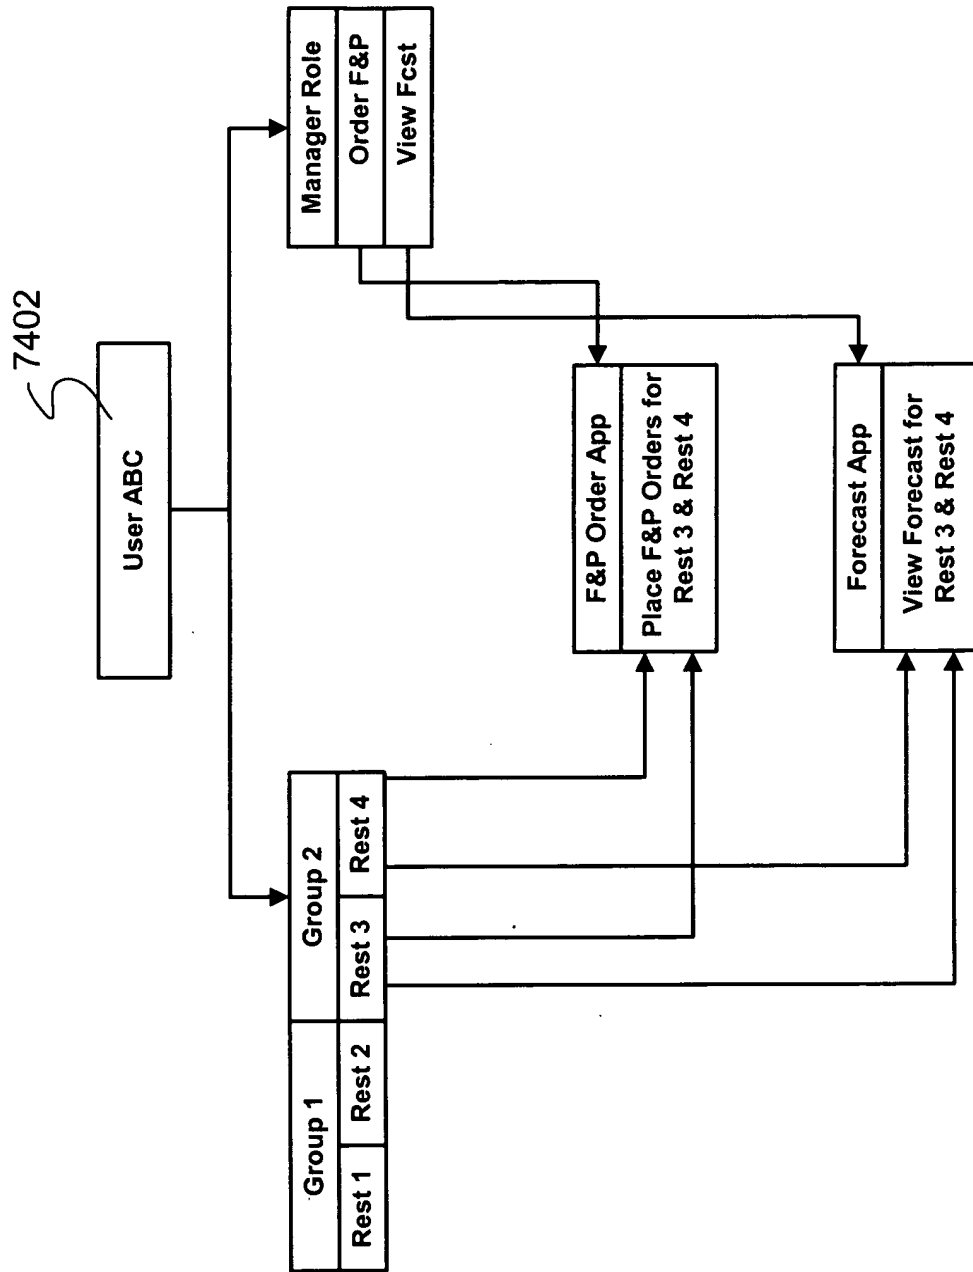 7402
User ABC
Group 1
Group 2
Rest 1
Rest 2
Rest 3
Rest 4
Manager Role
Order F&P
View Fcst
F&P Order App
Place F&P Orders for
Rest 3 & Rest 4
Forecast App
View Forecast for
Rest 3 & Rest 4